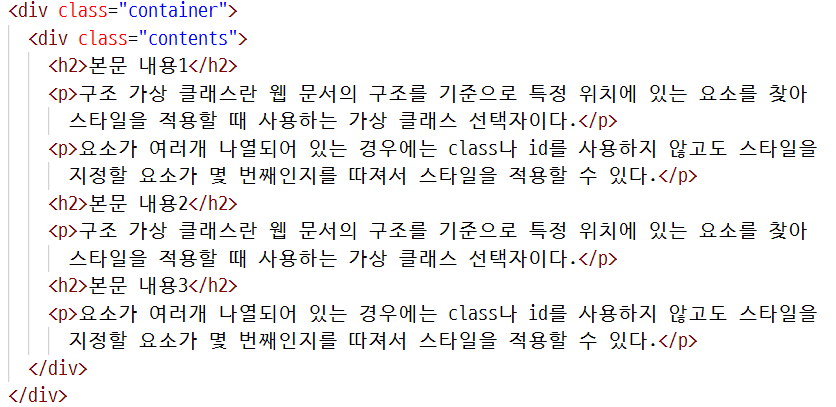 <div class="container">
<div class="contents">
<h2>본문 내용1</h2>
<p>구조 가상 클래스란 웹 문서의 구조를 기준으로 특정 위치에 있는 요소를 찾아
스타일을 적용할 때 사용하는 가상 클래스 선택자이다.</p>
<p>요소가 여러개 나열되어 있는 경우에는 class나 id를 사용하지 않고도 스타일을
지정할 요소가 몇 번째인지를 따져서 스타일을 적용할 수 있다.</p>
<h2>본문 내용2</h2>
<p>구조 가상 클래스란 웹 문서의 구조를 기준으로 특정 위치에 있는 요소를 찾아
스타일을 적용할 때 사용하는 가상 클래스 선택자이다.</p>
<h2>본문 내용3</h2>
<p>요소가 여러개 나열되어 있는 경우에는 class나 id를 사용하지 않고도 스타일을
지정할 요소가 몇 번째인지를 따져서 스타일을 적용할 수 있다.</p>
</div>
</div>